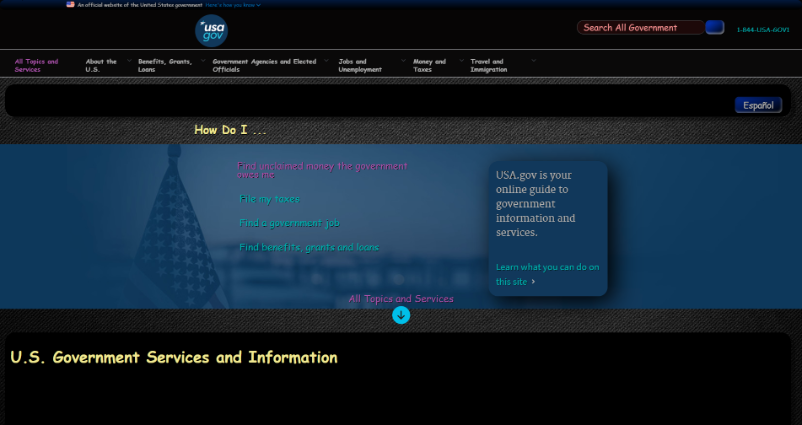 An official website of the United States government Here's how you know
usa
gov
Search All Government
1-844-USA-GOV1
All Topics and
Services
About the
U.S.
Benefits, Grants,
Loans
Government Agencies and Elected
Officials
Jobs and
Unemployment
Money and
Taxes
Travel and
Immigration
Español
How Do I ...
Find unclaimed money the government
owes me
File my taxes
Find a government job
Find benefits, grants and loans
USA.gov is your
online guide to
government
information and
services.
Learn what you can do on
this site ›
All Topics and Services
U.S. Government Services and Information